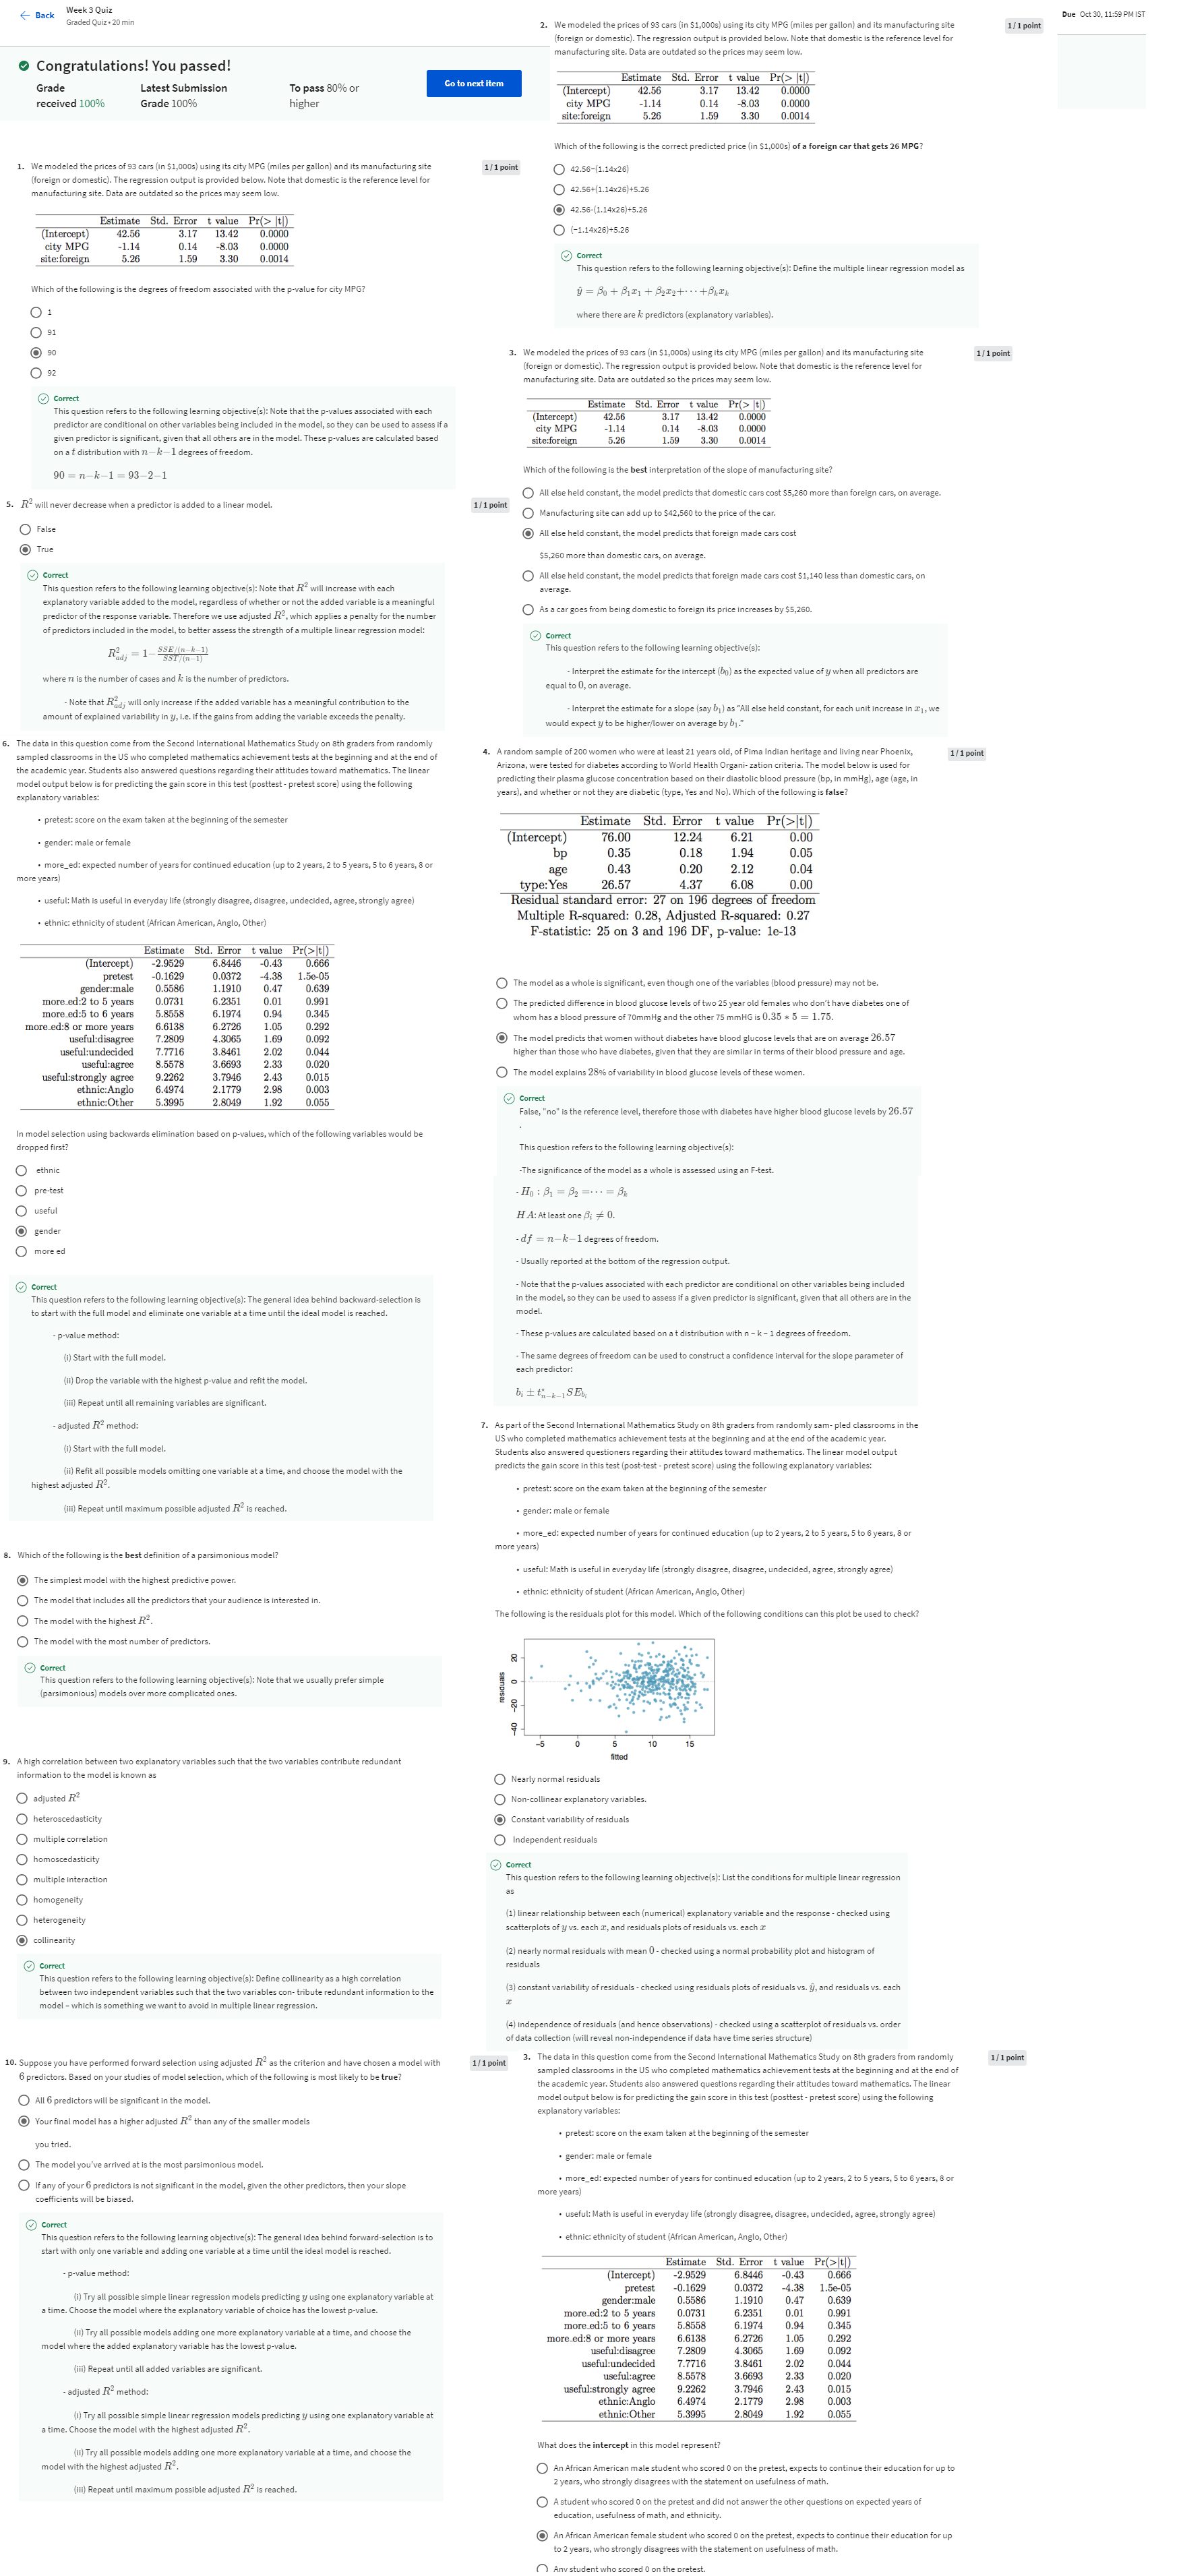 ← Back
Week 3 Quiz
Graded Quiz • 20 min
Due Oct 30, 11:59 PM IST
Congratulations! You passed!
Grade
received 100%
Latest Submission
Grade 100%
To pass 80% or
higher
Go to next item
1. We modeled the prices of 93 cars (in $1,000s) using its city MPG (miles per gallon) and its manufacturing site
(foreign or domestic). The regression output is provided below. Note that domestic is the reference level for
manufacturing site. Data are outdated so the prices may seem low.
1 / 1 point
Estimate Std. Error t value Pr(> |t|)
(Intercept) 42.56 3.17 13.42 0.0000
city MPG -1.14 0.14 -8.03 0.0000
site:foreign 5.26 1.59 3.30 0.0014
Which of the following is the degrees of freedom associated with the p-value for city MPG?
1
91
90
92
Correct
This question refers to the following learning objective(s): Note that the p-values associated with each
predictor are conditional on other variables being included in the model, so they can be used to assess if a
given predictor is significant, given that all others are in the model. These p-values are calculated based
on a t distribution with n−k−1 degrees of freedom.
90 = n−k−1 = 93−2−1
2. We modeled the prices of 93 cars (in $1,000s) using its city MPG (miles per gallon) and its manufacturing site
(foreign or domestic). The regression output is provided below. Note that domestic is the reference level for
manufacturing site. Data are outdated so the prices may seem low.
1 / 1 point
Estimate Std. Error t value Pr(> |t|)
(Intercept) 42.56 3.17 13.42 0.0000
city MPG -1.14 0.14 -8.03 0.0000
site:foreign 5.26 1.59 3.30 0.0014
Which of the following is the correct predicted price (in $1,000s) of a foreign car that gets 26 MPG?
42.56−(1.14x26)
42.56+(1.14x26)+5.26
42.56-(1.14x26)+5.26
(−1.14x26)+5.26
Correct
This question refers to the following learning objective(s): Define the multiple linear regression model as
ŷ = β0 + β1x1 + β2x2+· · · +βkxk
where there are k predictors (explanatory variables).
3. We modeled the prices of 93 cars (in $1,000s) using its city MPG (miles per gallon) and its manufacturing site
(foreign or domestic). The regression output is provided below. Note that domestic is the reference level for
manufacturing site. Data are outdated so the prices may seem low.
1 / 1 point
Estimate Std. Error t value Pr(> |t|)
(Intercept) 42.56 3.17 13.42 0.0000
city MPG -1.14 0.14 -8.03 0.0000
site:foreign 5.26 1.59 3.30 0.0014
Which of the following is the best interpretation of the slope of manufacturing site?
All else held constant, the model predicts that domestic cars cost $5,260 more than foreign cars, on average.
Manufacturing site can add up to $42,560 to the price of the car.
All else held constant, the model predicts that foreign made cars cost
$5,260 more than domestic cars, on average.
All else held constant, the model predicts that foreign made cars cost $1,140 less than domestic cars, on
average.
As a car goes from being domestic to foreign its price increases by $5,260.
Correct
This question refers to the following learning objective(s):
- Interpret the estimate for the intercept (b0) as the expected value of y when all predictors are
equal to 0, on average.
- Interpret the estimate for a slope (say b1) as "All else held constant, for each unit increase in x1, we
would expect y to be higher/lower on average by b1."
5. R² will never decrease when a predictor is added to a linear model.
1 / 1 point
False
True
Correct
This question refers to the following learning objective(s): Note that R² will increase with each
explanatory variable added to the model, regardless of whether or not the added variable is a meaningful
predictor of the response variable. Therefore we use adjusted R², which applies a penalty for the number
of predictors included in the model, to better assess the strength of a multiple linear regression model:
R²adj = 1 − SSE/(n−k−1) / SST/(n−1)
where n is the number of cases and k is the number of predictors.
- Note that R²adj will only increase if the added variable has a meaningful contribution to the
amount of explained variability in y, i.e. if the gains from adding the variable exceeds the penalty.
4. A random sample of 200 women who were at least 21 years old, of Pima Indian heritage and living near Phoenix,
Arizona, were tested for diabetes according to World Health Organi- zation criteria. The model below is used for
predicting their plasma glucose concentration based on their diastolic blood pressure (bp, in mmHg), age (age, in
years), and whether or not they are diabetic (type, Yes and No). Which of the following is false?
1 / 1 point
Estimate Std. Error t value Pr(>|t|)
(Intercept) 76.00 12.24 6.21 0.00
bp 0.35 0.18 1.94 0.05
age 0.43 0.20 2.12 0.04
type:Yes 26.57 4.37 6.08 0.00
Residual standard error: 27 on 196 degrees of freedom
Multiple R-squared: 0.28, Adjusted R-squared: 0.27
F-statistic: 25 on 3 and 196 DF, p-value: 1e-13
The model as a whole is significant, even though one of the variables (blood pressure) may not be.
The predicted difference in blood glucose levels of two 25 year old females who don't have diabetes one of
whom has a blood pressure of 70mmHg and the other 75 mmHG is 0.35 ∗ 5 = 1.75.
The model predicts that women without diabetes have blood glucose levels that are on average 26.57
higher than those who have diabetes, given that they are similar in terms of their blood pressure and age.
The model explains 28% of variability in blood glucose levels of these women.
Correct
False, "no" is the reference level, therefore those with diabetes have higher blood glucose levels by 26.57
.
This question refers to the following learning objective(s):
-The significance of the model as a whole is assessed using an F-test.
- H0 : β1 = β2 =· · · = βk
HA: At least one βi ≠ 0.
- df = n−k−1 degrees of freedom.
- Usually reported at the bottom of the regression output.
- Note that the p-values associated with each predictor are conditional on other variables being included
in the model, so they can be used to assess if a given predictor is significant, given that all others are in the
model.
- These p-values are calculated based on a t distribution with n − k − 1 degrees of freedom.
- The same degrees of freedom can be used to construct a confidence interval for the slope parameter of
each predictor:
bi ± t*n−k−1SEbi
6. The data in this question come from the Second International Mathematics Study on 8th graders from randomly
sampled classrooms in the US who completed mathematics achievement tests at the beginning and at the end of
the academic year. Students also answered questions regarding their attitudes toward mathematics. The linear
model output below is for predicting the gain score in this test (posttest - pretest score) using the following
explanatory variables:
• pretest: score on the exam taken at the beginning of the semester
• gender: male or female
• more_ed: expected number of years for continued education (up to 2 years, 2 to 5 years, 5 to 6 years, 8 or
more years)
• useful: Math is useful in everyday life (strongly disagree, disagree, undecided, agree, strongly agree)
• ethnic: ethnicity of student (African American, Anglo, Other)
Estimate Std. Error t value Pr(>|t|)
(Intercept) -2.9529 6.8446 -0.43 0.666
pretest -0.1629 0.0372 -4.38 1.5e-05
gender:male 0.5586 1.1910 0.47 0.639
more.ed:2 to 5 years 0.0731 6.2351 0.01 0.991
more.ed:5 to 6 years 5.8558 6.1974 0.94 0.345
more.ed:8 or more years 6.6138 6.2726 1.05 0.292
useful:disagree 7.2809 4.3065 1.69 0.092
useful:undecided 7.7716 3.8461 2.02 0.044
useful:agree 8.5578 3.6693 2.33 0.020
useful:strongly agree 9.2262 3.7946 2.43 0.015
ethnic:Anglo 6.4974 2.1779 2.98 0.003
ethnic:Other 5.3995 2.8049 1.92 0.055
In model selection using backwards elimination based on p-values, which of the following variables would be
dropped first?
ethnic
pre-test
useful
gender
more ed
Correct
This question refers to the following learning objective(s): The general idea behind backward-selection is
to start with the full model and eliminate one variable at a time until the ideal model is reached.
- p-value method:
(i) Start with the full model.
(ii) Drop the variable with the highest p-value and refit the model.
(iii) Repeat until all remaining variables are significant.
- adjusted R² method:
(i) Start with the full model.
(ii) Refit all possible models omitting one variable at a time, and choose the model with the
highest adjusted R².
(iii) Repeat until maximum possible adjusted R² is reached.
7. As part of the Second International Mathematics Study on 8th graders from randomly sam- pled classrooms in the
US who completed mathematics achievement tests at the beginning and at the end of the academic year.
Students also answered questioners regarding their attitudes toward mathematics. The linear model output
predicts the gain score in this test (post-test - pretest score) using the following explanatory variables:
• pretest: score on the exam taken at the beginning of the semester
• gender: male or female
• more_ed: expected number of years for continued education (up to 2 years, 2 to 5 years, 5 to 6 years, 8 or
more years)
• useful: Math is useful in everyday life (strongly disagree, disagree, undecided, agree, strongly agree)
• ethnic: ethnicity of student (African American, Anglo, Other)
The following is the residuals plot for this model. Which of the following conditions can this plot be used to check?
residuals
20
0
-20
-40
-5 0 5 10 15
fitted
Nearly normal residuals
Non-collinear explanatory variables.
Constant variability of residuals
Independent residuals
Correct
This question refers to the following learning objective(s): List the conditions for multiple linear regression
as
(1) linear relationship between each (numerical) explanatory variable and the response - checked using
scatterplots of y vs. each x, and residuals plots of residuals vs. each x
(2) nearly normal residuals with mean 0 - checked using a normal probability plot and histogram of
residuals
(3) constant variability of residuals - checked using residuals plots of residuals vs. ŷ, and residuals vs. each
x
(4) independence of residuals (and hence observations) - checked using a scatterplot of residuals vs. order
of data collection (will reveal non-independence if data have time series structure)
8. Which of the following is the best definition of a parsimonious model?
The simplest model with the highest predictive power.
The model that includes all the predictors that your audience is interested in.
The model with the highest R².
The model with the most number of predictors.
Correct
This question refers to the following learning objective(s): Note that we usually prefer simple
(parsimonious) models over more complicated ones.
9. A high correlation between two explanatory variables such that the two variables contribute redundant
information to the model is known as
adjusted R²
heteroscedasticity
multiple correlation
homoscedasticity
multiple interaction
homogeneity
heterogeneity
collinearity
Correct
This question refers to the following learning objective(s): Define collinearity as a high correlation
between two independent variables such that the two variables con- tribute redundant information to the
model – which is something we want to avoid in multiple linear regression.
10. Suppose you have performed forward selection using adjusted R² as the criterion and have chosen a model with
6 predictors. Based on your studies of model selection, which of the following is most likely to be true?
1 / 1 point
All 6 predictors will be significant in the model.
Your final model has a higher adjusted R² than any of the smaller models
you tried.
The model you've arrived at is the most parsimonious model.
If any of your 6 predictors is not significant in the model, given the other predictors, then your slope
coefficients will be biased.
Correct
This question refers to the following learning objective(s): The general idea behind forward-selection is to
start with only one variable and adding one variable at a time until the ideal model is reached.
- p-value method:
(i) Try all possible simple linear regression models predicting y using one explanatory variable at
a time. Choose the model where the explanatory variable of choice has the lowest p-value.
(ii) Try all possible models adding one more explanatory variable at a time, and choose the
model where the added explanatory variable has the lowest p-value.
(iii) Repeat until all added variables are significant.
- adjusted R² method:
(i) Try all possible simple linear regression models predicting y using one explanatory variable at
a time. Choose the model with the highest adjusted R².
(ii) Try all possible models adding one more explanatory variable at a time, and choose the
model with the highest adjusted R².
(iii) Repeat until maximum possible adjusted R² is reached.
3. The data in this question come from the Second International Mathematics Study on 8th graders from randomly
sampled classrooms in the US who completed mathematics achievement tests at the beginning and at the end of
the academic year. Students also answered questions regarding their attitudes toward mathematics. The linear
model output below is for predicting the gain score in this test (posttest - pretest score) using the following
explanatory variables:
1 / 1 point
• pretest: score on the exam taken at the beginning of the semester
• gender: male or female
• more_ed: expected number of years for continued education (up to 2 years, 2 to 5 years, 5 to 6 years, 8 or
more years)
• useful: Math is useful in everyday life (strongly disagree, disagree, undecided, agree, strongly agree)
• ethnic: ethnicity of student (African American, Anglo, Other)
Estimate Std. Error t value Pr(>|t|)
(Intercept) -2.9529 6.8446 -0.43 0.666
pretest -0.1629 0.0372 -4.38 1.5e-05
gender:male 0.5586 1.1910 0.47 0.639
more.ed:2 to 5 years 0.0731 6.2351 0.01 0.991
more.ed:5 to 6 years 5.8558 6.1974 0.94 0.345
more.ed:8 or more years 6.6138 6.2726 1.05 0.292
useful:disagree 7.2809 4.3065 1.69 0.092
useful:undecided 7.7716 3.8461 2.02 0.044
useful:agree 8.5578 3.6693 2.33 0.020
useful:strongly agree 9.2262 3.7946 2.43 0.015
ethnic:Anglo 6.4974 2.1779 2.98 0.003
ethnic:Other 5.3995 2.8049 1.92 0.055
What does the intercept in this model represent?
An African American male student who scored 0 on the pretest, expects to continue their education for up to
2 years, who strongly disagrees with the statement on usefulness of math.
A student who scored 0 on the pretest and did not answer the other questions on expected years of
education, usefulness of math, and ethnicity.
An African American female student who scored 0 on the pretest, expects to continue their education for up
to 2 years, who strongly disagrees with the statement on usefulness of math.
Any student who scored 0 on the pretest.